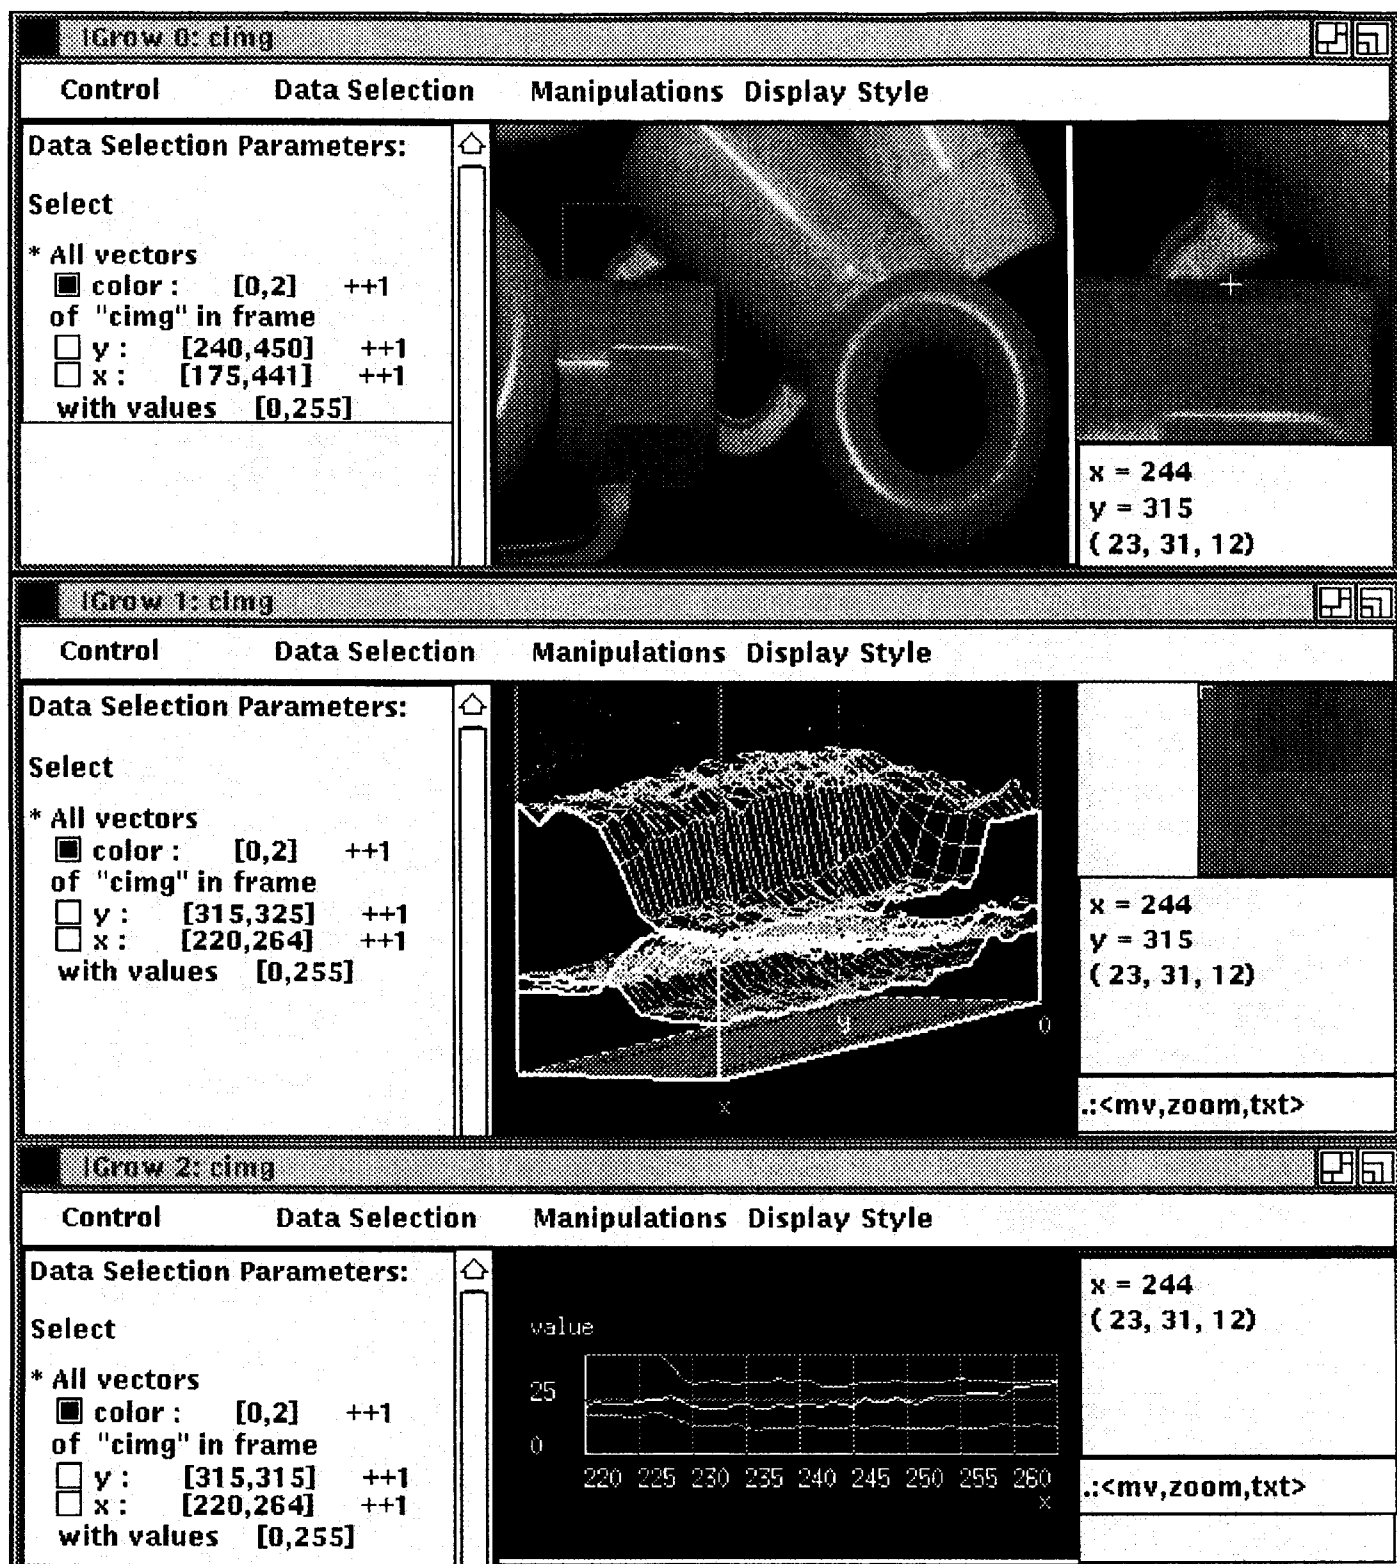 IGrow 0: cimg
Control Data Selection Manipulations Display Style
Data Selection Parameters:
Select
* All vectors
color : [0,2] ++1
of "cimg" in frame
y : [240,450] ++1
x : [175,441] ++1
with values [0,255]
x = 244
y = 315
( 23, 31, 12)
IGrow 1: cimg
Control Data Selection Manipulations Display Style
Data Selection Parameters:
Select
* All vectors
color : [0,2] ++1
of "cimg" in frame
y : [315,325] ++1
x : [220,264] ++1
with values [0,255]
y
0
x
x = 244
y = 315
( 23, 31, 12)
.:<mv,zoom,txt>
IGrow 2: cimg
Control Data Selection Manipulations Display Style
Data Selection Parameters:
Select
* All vectors
color : [0,2] ++1
of "cimg" in frame
y : [315,315] ++1
x : [220,264] ++1
with values [0,255]
value
25
0
220 225 230 235 240 245 250 255 260
x
x = 244
( 23, 31, 12)
.:<mv,zoom,txt>